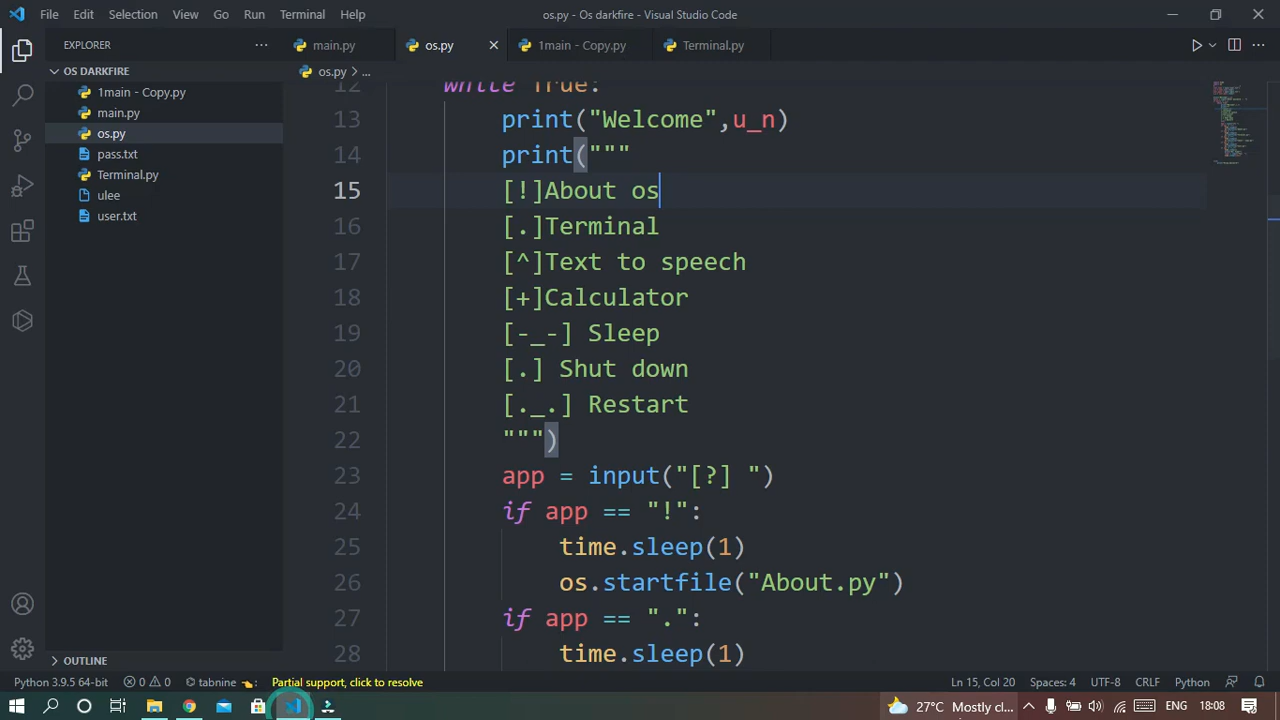 File Edit Selection View Go Run Terminal Help os.py - Os darkfire - Visual Studio Code
EXPLORER main.py os.py 1main - Copy.py Terminal.py
OS DARKFIRE os.py > ...
1main - Copy.py
main.py
os.py
pass.txt
Terminal.py
ulee
user.txt
12 while True:
13 print("Welcome",u_n)
14 print("""
15 [!]About os
16 [.]Terminal
17 [^]Text to speech
18 [+]Calculator
19 [-_-] Sleep
20 [.] Shut down
21 [._.] Restart
22 """)
23 app = input("[?] ")
24 if app == "!":
25 time.sleep(1)
26 os.startfile("About.py")
27 if app == ".":
28 time.sleep(1)
OUTLINE
Python 3.9.5 64-bit 0 0 tabnine Partial support, click to resolve Ln 15, Col 20 Spaces: 4 UTF-8 CRLF Python
27°C Mostly cl... ENG 18:08